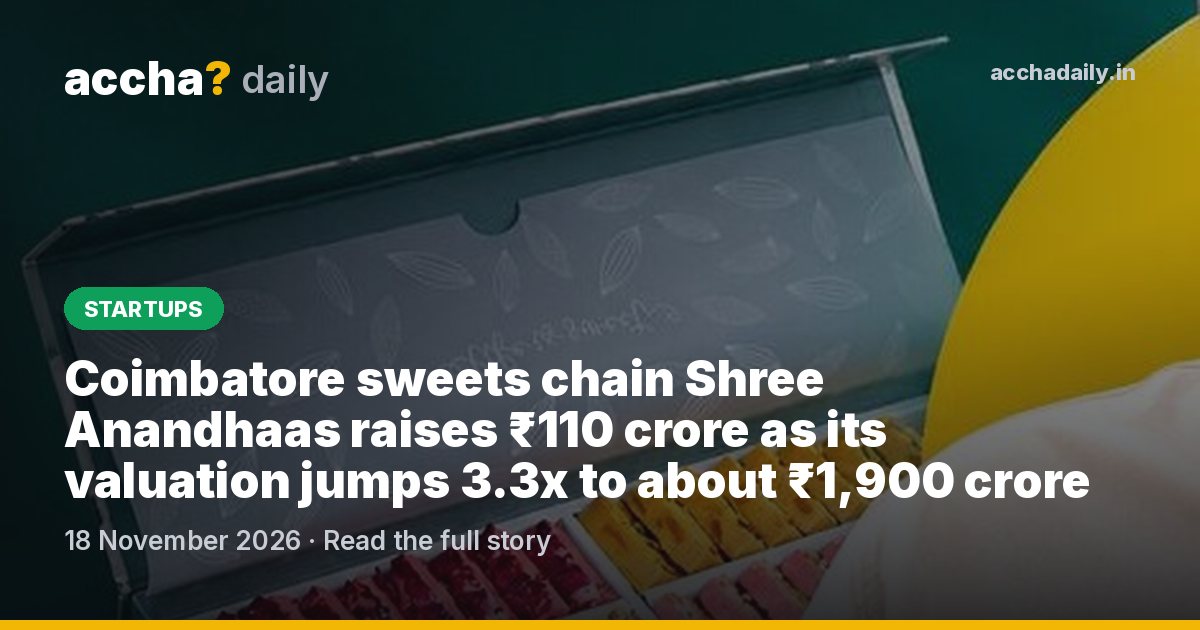 accha? daily
acchadaily.in
STARTUPS
Coimbatore sweets chain Shree
Anandhaas raises ₹110 crore as its
valuation jumps 3.3x to about ₹1,900 crore
18 November 2026 · Read the full story